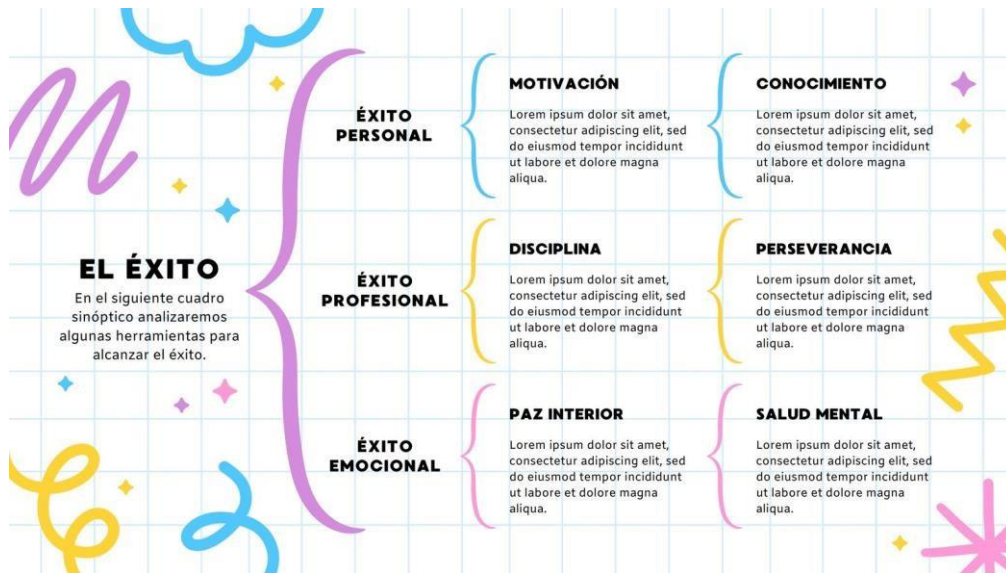 EL ÉXITO
En el siguiente cuadro
sinóptico analizaremos
algunas herramientas para
alcanzar el éxito.
ÉXITO
PERSONAL
MOTIVACIÓN
Lorem ipsum dolor sit amet,
consectetur adipiscing elit, sed
do eiusmod tempor incididunt
ut labore et dolore magna
aliqua.
CONOCIMIENTO
Lorem ipsum dolor sit amet,
consectetur adipiscing elit, sed
do eiusmod tempor incididunt
ut labore et dolore magna
aliqua.
ÉXITO
PROFESIONAL
DISCIPLINA
Lorem ipsum dolor sit amet,
consectetur adipiscing elit, sed
do eiusmod tempor incididunt
ut labore et dolore magna
aliqua.
PERSEVERANCIA
Lorem ipsum dolor sit amet,
consectetur adipiscing elit, sed
do eiusmod tempor incididunt
ut labore et dolore magna
aliqua.
ÉXITO
EMOCIONAL
PAZ INTERIOR
Lorem ipsum dolor sit amet,
consectetur adipiscing elit, sed
do eiusmod tempor incididunt
ut labore et dolore magna
aliqua.
SALUD MENTAL
Lorem ipsum dolor sit amet,
consectetur adipiscing elit, sed
do eiusmod tempor incididunt
ut labore et dolore magna
aliqua.